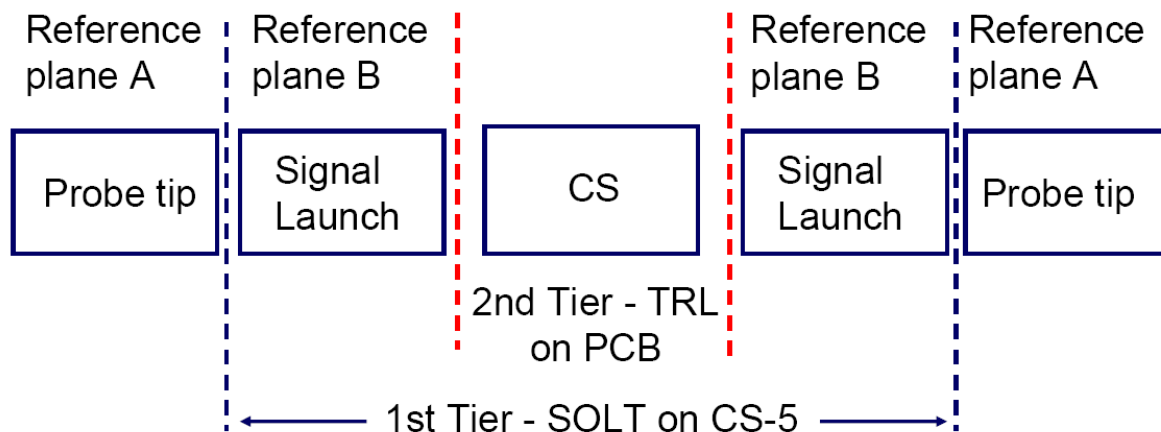 Reference
plane A
Reference
plane B
Reference
plane B
Reference
plane A
Probe tip
Signal
Launch
CS
Signal
Launch
Probe tip
2nd Tier - TRL
on PCB
1st Tier - SOLT on CS-5